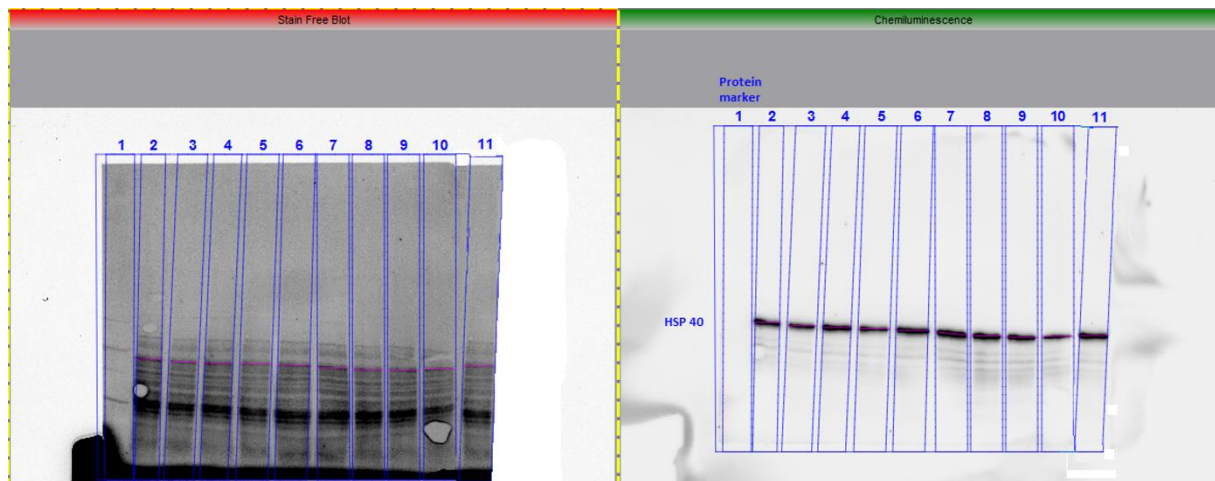 Stain Free Blot
1 2 3 4 5 6 7 8 9 10 11
Chemiluminescence
Protein
marker
1 2 3 4 5 6 7 8 9 10 11
HSP 40